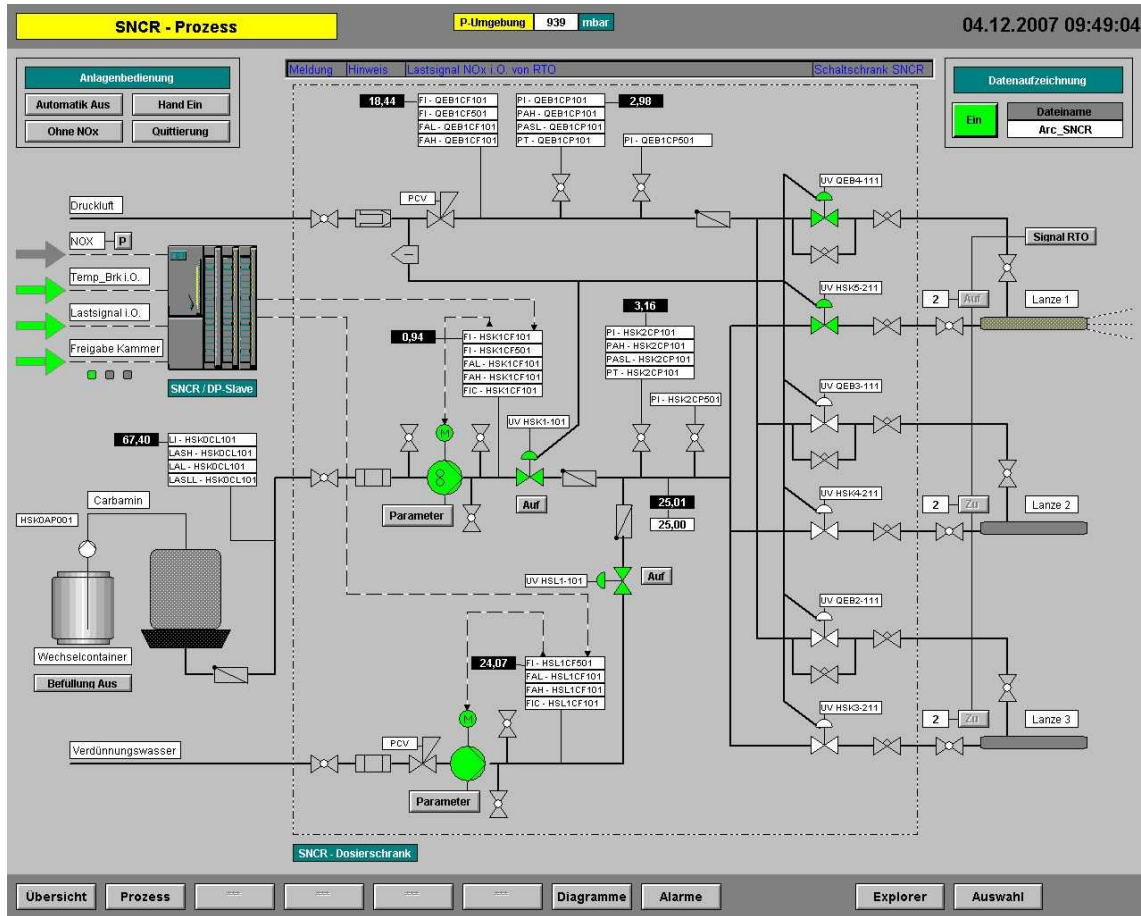 SNCR - Prozess
P-Umgebung 939 mbar
04.12.2007 09:49:04
Anlagenbedienung
Automatik Aus Hand Ein
Ohne NOx Quittierung
Meldung Hinweis Lastsignal NOx i.O. von RTO Schaltschrank SNCR
Datenaufzeichnung
Ein
Dateiname
Arc_SNCR
18,44
FI - QEB1CF101
FI - QEB1CF501
FAL - QEB1CF101
FAH - QEB1CF101
PI - QEB1CP101
PAH - QEB1CP101
PASL - QEB1CP101
PT - QEB1CP101
2,98
PI - QEB1CP501
UV QEB4-111
PCV
Druckluft
NOX P
Temp_Brk i.O.
Lastsignal i.O.
Freigabe Kammer
SNCR / DP-Slave
Signal RTO
UV HSK5-211
2 Auf Lanze 1
0,94
FI - HSK1CF101
FI - HSK1CF501
FAL - HSK1CF101
FAH - HSK1CF101
FIC - HSK1CF101
3,16
PI - HSK2CP101
PAH - HSK2CP101
PASL - HSK2CP101
PT - HSK2CP101
PI - HSK2CP501
UV QEB3-111
UV HSK1-101
M
67,40
LI - HSK0CL101
LASH - HSK0CL101
LAL - HSK0CL101
LASLL - HSK0CL101
Parameter
Auf
25,01
25,00
UV HSK4-211
2 Zu Lanze 2
Carbamin
HSK0AP001
Wechselcontainer
Befüllung Aus
UV HSL1-101
Auf
UV QEB2-111
24,07
FI - HSL1CF501
FAL - HSL1CF101
FAH - HSL1CF101
FIC - HSL1CF101
M
UV HSK3-211
2 Zu Lanze 3
Verdünnungswasser
PCV
Parameter
SNCR - Dosierschrank
Übersicht Prozess *** *** *** *** Diagramme Alarme Explorer Auswahl